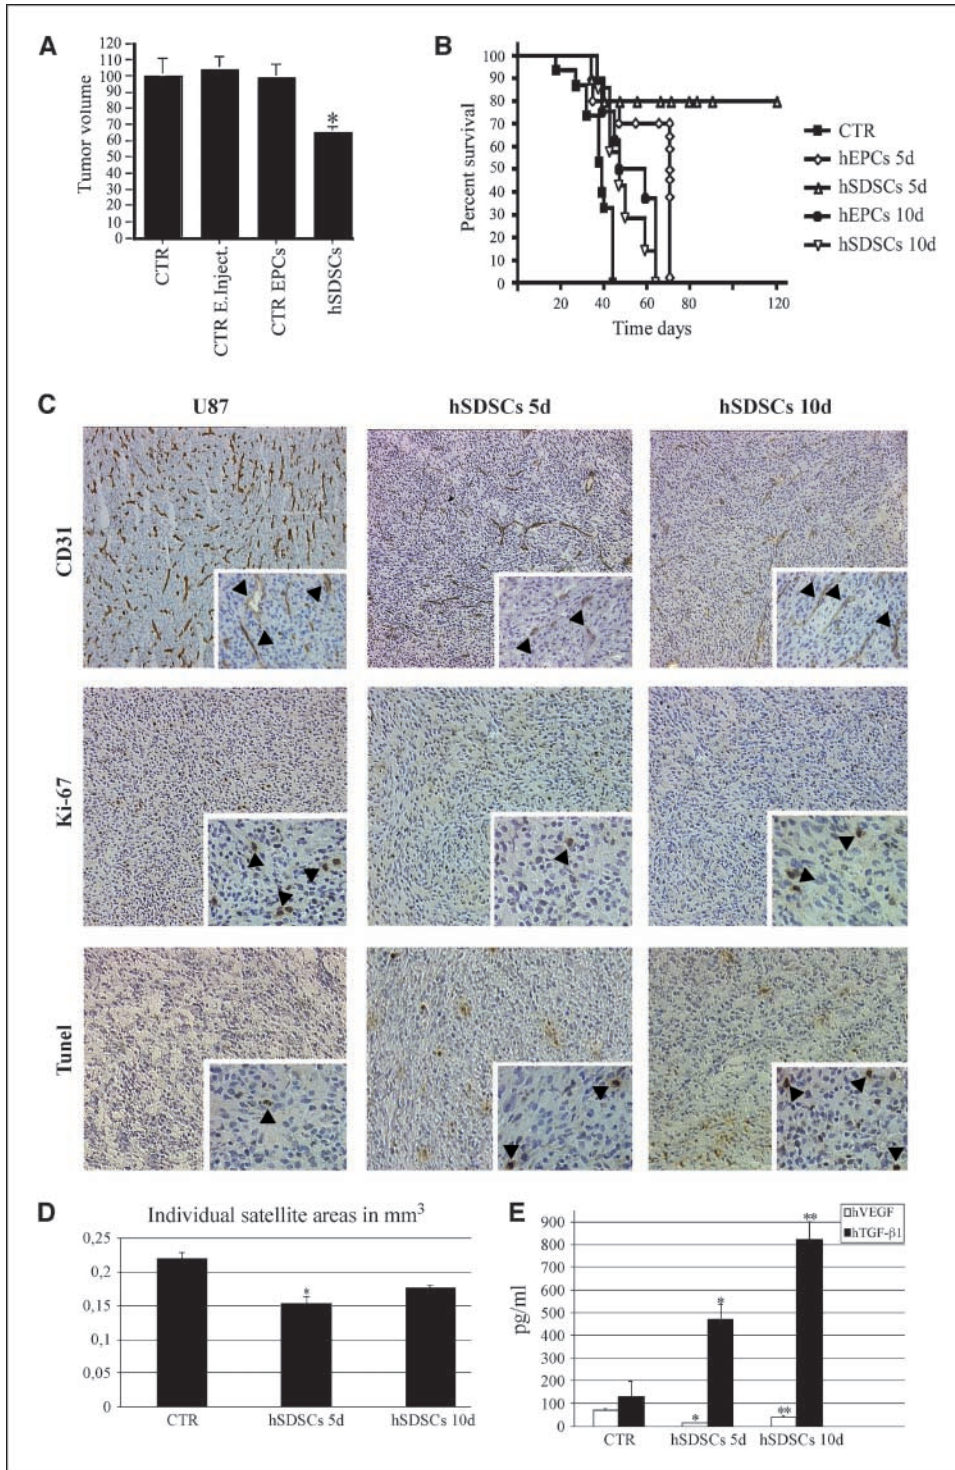 A
Tumor volume
120
110
100
90
80
70
60
50
40
30
20
10
0
*
CTR
CTR E.Inject.
CTR EPCs
hSDSCs
B
Percent survival
100
90
80
70
60
50
40
30
20
10
0
20
40
60
80
100
120
Time days
CTR
hEPCs 5d
hSDSCs 5d
hEPCs 10d
hSDSCs 10d
C
U87
hSDSCs 5d
hSDSCs 10d
CD31
Ki-67
Tunel
D
Individual satellite areas in mm³
0,25
0,2
0,15
0,1
0,05
0
*
CTR
hSDSCs 5d
hSDSCs 10d
E
pg/ml
900
800
700
600
500
400
300
200
100
0
hVEGF
hTGF-β1
*
*
**
**
CTR
hSDSCs 5d
hSDSCs 10d